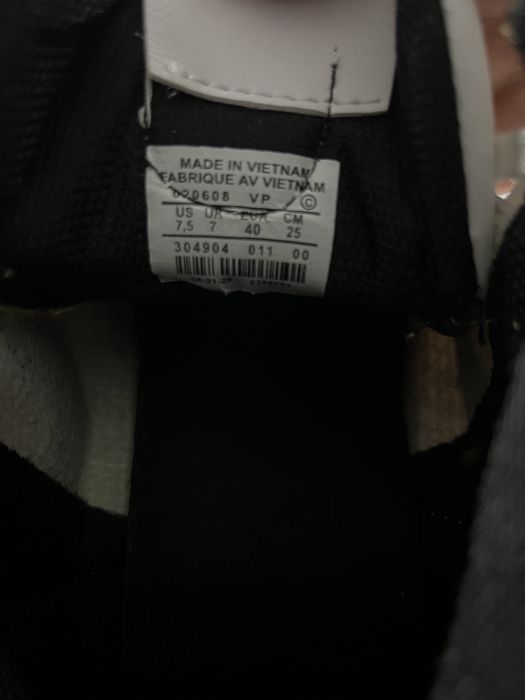 MADE IN VIETNAM
FABRIQUE AV VIETNAM
020608 VP ©
US UK EUR CM
7,5 7 40 25
304904 011 00